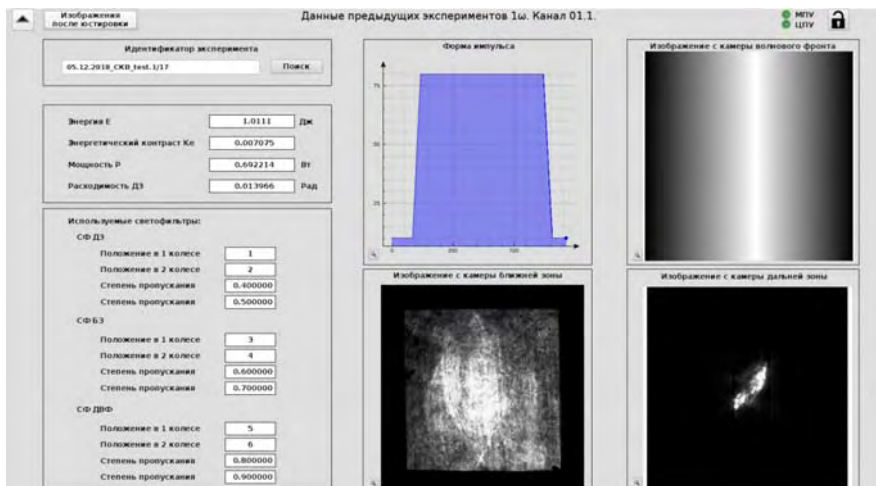 Изображения
после юстировки
Данные предыдущих экспериментов 1ω. Канал 01.1.
МПУ
ЦПУ
Идентификатор эксперимента
05.12.2018_СКВ_test.1/17
Поиск
Энергия E
1.0111
Дж
Энергетический контраст Ke
0.007075
Мощность P
0.692214
Вт
Расходимость ДЗ
0.013966
Рад
Используемые светофильтры:
СФ ДЗ
Положение в 1 колесе
1
Положение в 2 колесе
2
Степень пропускания
0.400000
Степень пропускания
0.500000
СФ БЗ
Положение в 1 колесе
3
Положение в 2 колесе
4
Степень пропускания
0.600000
Степень пропускания
0.700000
СФ ДВФ
Положение в 1 колесе
5
Положение в 2 колесе
6
Степень пропускания
0.800000
Степень пропускания
0.900000
Форма импульса
75
50
25
0
Изображение с камеры волнового фронта
Изображение с камеры ближней зоны
Изображение с камеры дальней зоны